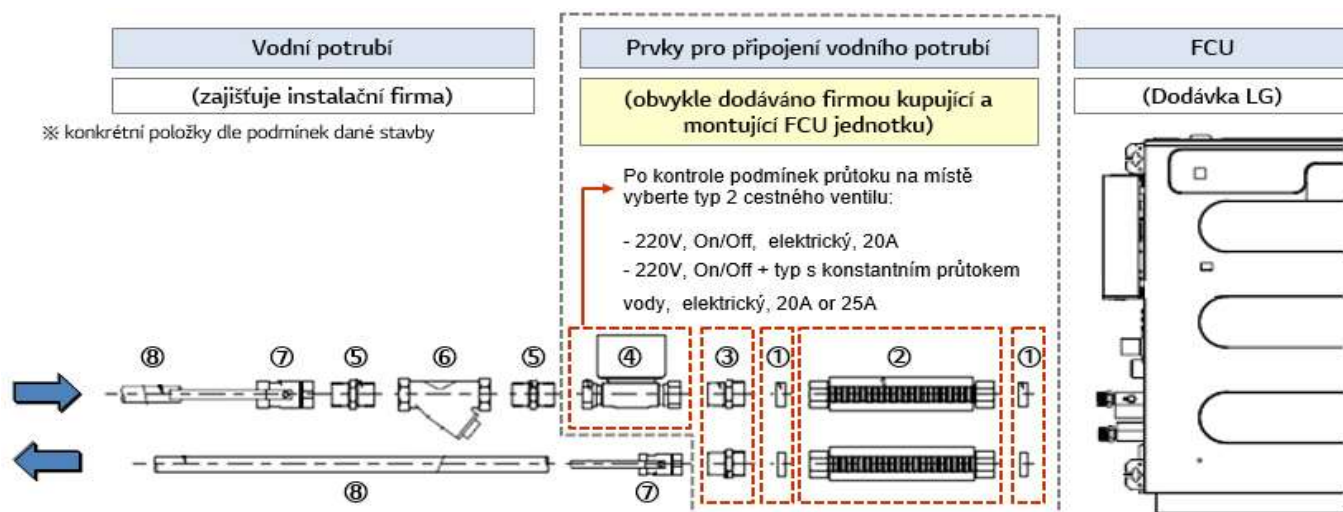 Vodní potrubí
(zajišťuje instalační firma)
※ konkrétní položky dle podmínek dané stavby
Prvky pro připojení vodního potrubí
(obvykle dodáváno firmou kupující a
montující FCU jednotku)
FCU
(Dodávka LG)
Po kontrole podmínek průtoku na místě
vyberte typ 2 cestného ventilu:
- 220V, On/Off, elektrický, 20A
- 220V, On/Off + typ s konstantním průtokem
vody, elektrický, 20A or 25A
⑧ ⑦ ⑤ ⑥ ⑤ ④ ③ ① ② ①
⑧ ⑦